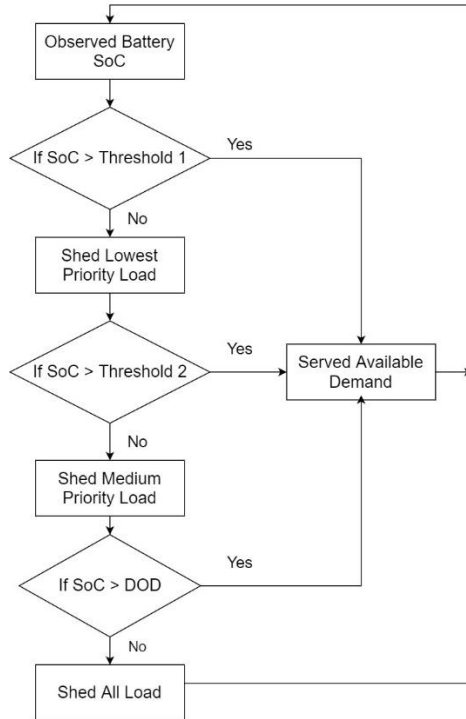 Observed Battery
SoC
If SoC > Threshold 1
Yes
No
Shed Lowest
Priority Load
If SoC > Threshold 2
Yes
Served Available
Demand
No
Shed Medium
Priority Load
If SoC > DOD
Yes
No
Shed All Load